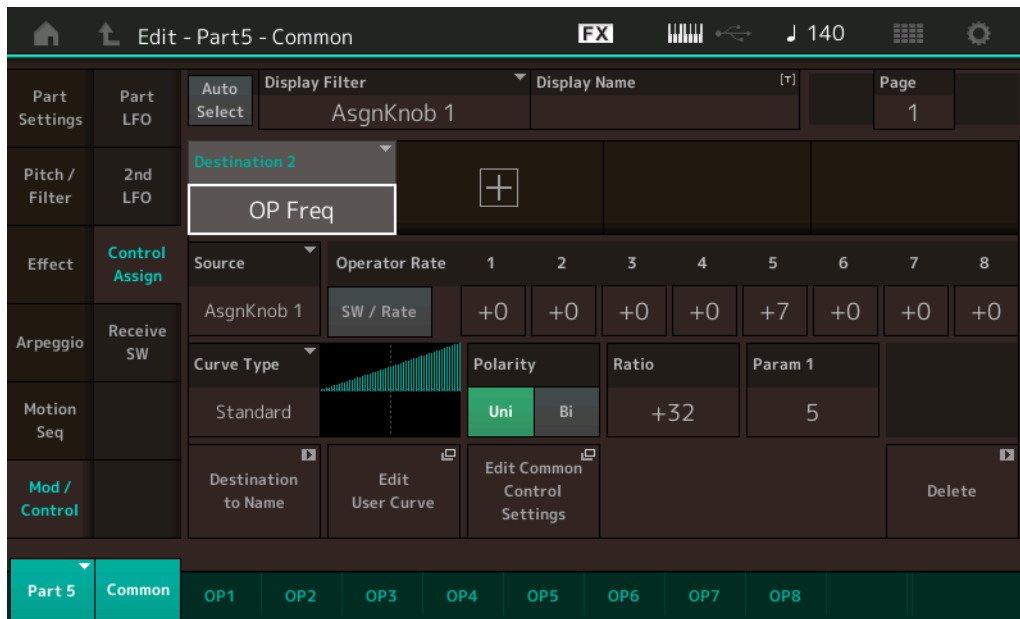 Edit - Part5 - Common FX ♩ 140
Part Settings
Part LFO
Auto Select
Display Filter
AsgnKnob 1
Display Name [T]
Page
1
Pitch / Filter
2nd LFO
Destination 2
OP Freq
+
Effect
Control Assign
Source
AsgnKnob 1
Operator Rate 1 2 3 4 5 6 7 8
SW / Rate +0 +0 +0 +0 +7 +0 +0 +0
Arpeggio
Receive SW
Curve Type
Standard
Polarity
Uni Bi
Ratio
+32
Param 1
5
Motion Seq
Mod / Control
Destination to Name
Edit User Curve
Edit Common Control Settings
Delete
Part 5 Common OP1 OP2 OP3 OP4 OP5 OP6 OP7 OP8